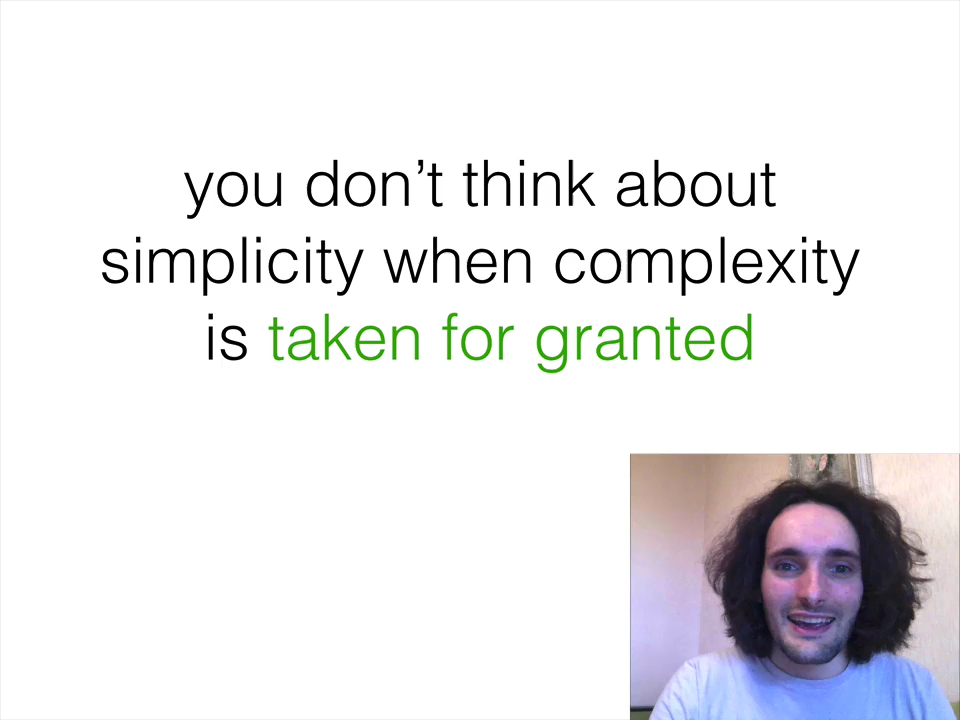 you don’t think about
simplicity when complexity
is taken for granted